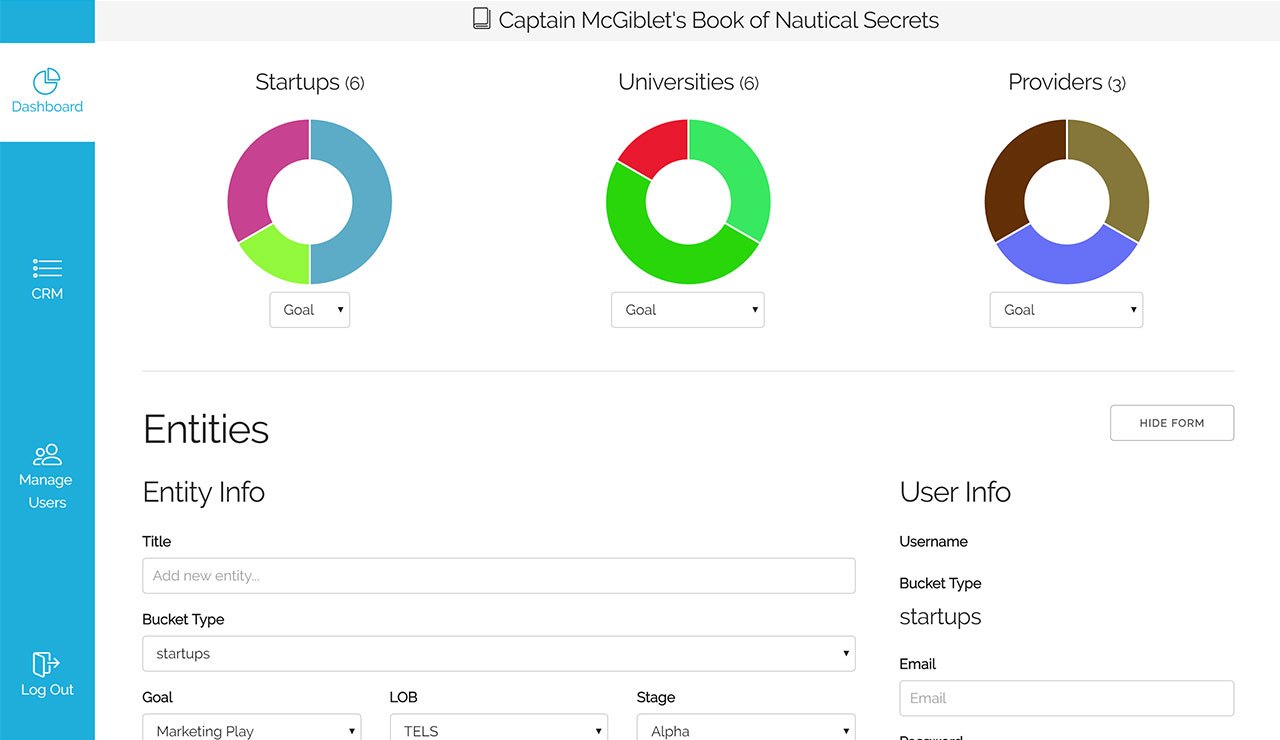 Captain McGiblet's Book of Nautical Secrets
Dashboard
CRM
Manage
Users
Log Out
Startups (6)
Universities (6)
Providers (3)
Goal
Goal
Goal
Entities
HIDE FORM
Entity Info
Title
Add new entity...
Bucket Type
startups
Goal
LOB
Stage
Marketing Play
TELS
Alpha
User Info
Username
Bucket Type
startups
Email
Email
Password